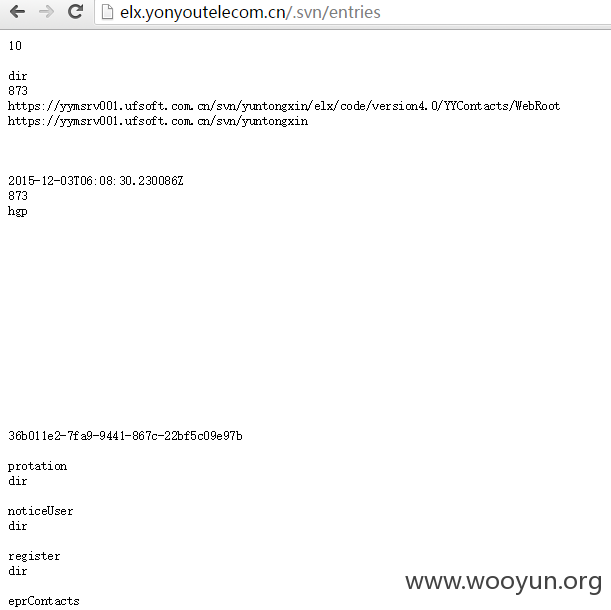 elx.yonyoutelecom.cn/.svn/entries
10
dir
873
https://yymsrv001.ufsoft.com.cn/svn/yuntongxin/elx/code/version4.0/YYContacts/WebRoot
https://yymsrv001.ufsoft.com.cn/svn/yuntongxin
2015-12-03T06:08:30.230086Z
873
hgp
36b011e2-7fa9-9441-867c-22bf5c09e97b
protation
dir
noticeUser
dir
register
dir
eprContacts
www.wooyun.org